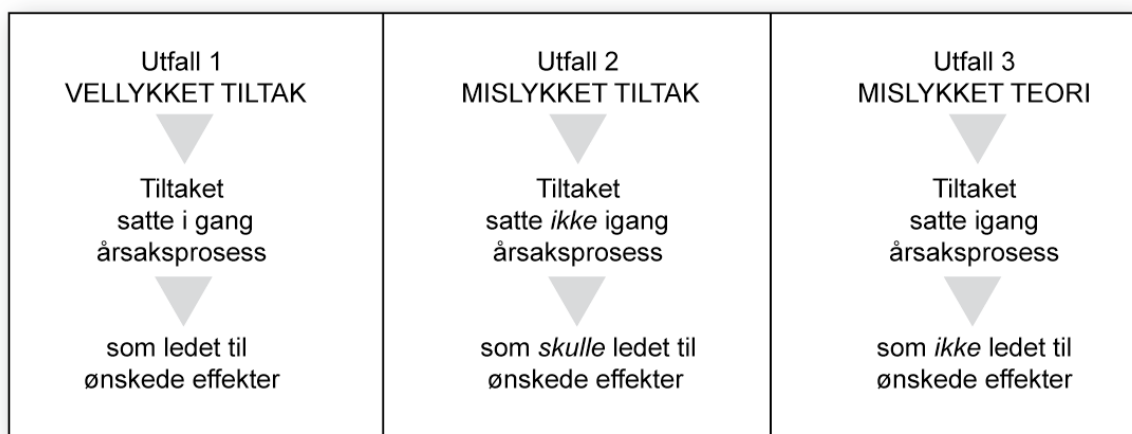 Utfall 1
VELLYKKET TILTAK
Tiltaket
satte i gang
årsaksprosess
som ledet til
ønskede effekter
Utfall 2
MISLYKKET TILTAK
Tiltaket
satte ikke igang
årsaksprosess
som skulle ledet til
ønskede effekter
Utfall 3
MISLYKKET TEORI
Tiltaket
satte igang
årsaksprosess
som ikke ledet til
ønskede effekter